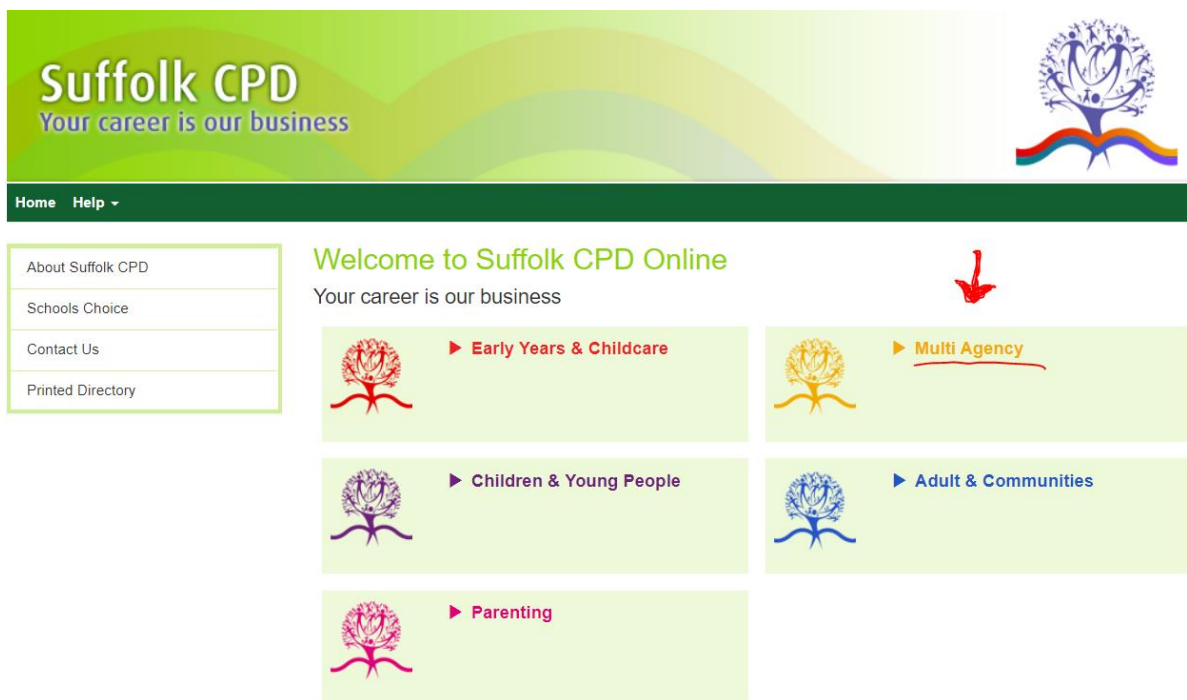 Suffolk CPD
Your career is our business
Home Help
About Suffolk CPD
Schools Choice
Contact Us
Printed Directory
Welcome to Suffolk CPD Online
Your career is our business
Early Years & Childcare
Multi Agency
Children & Young People
Adult & Communities
Parenting